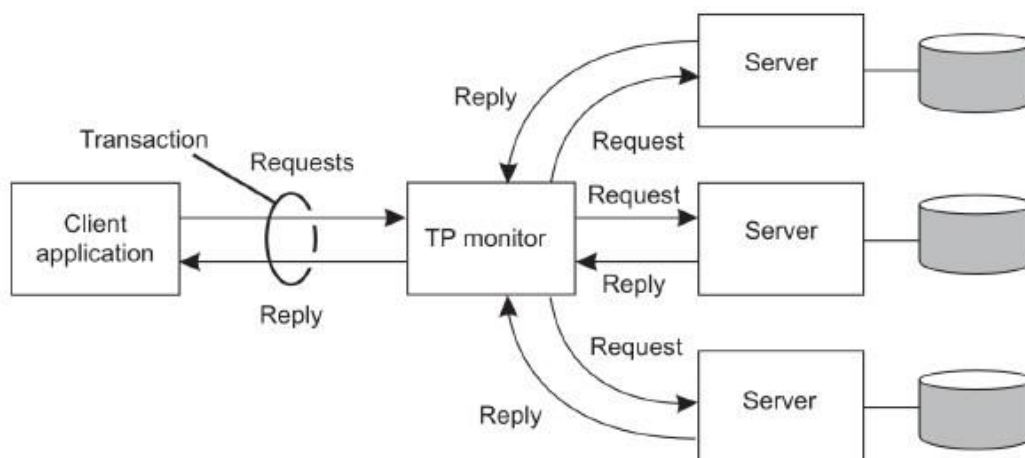 Server
Reply
Transaction
Requests
Request
Client
application
TP monitor
Request
Server
Reply
Reply
Request
Server
Reply